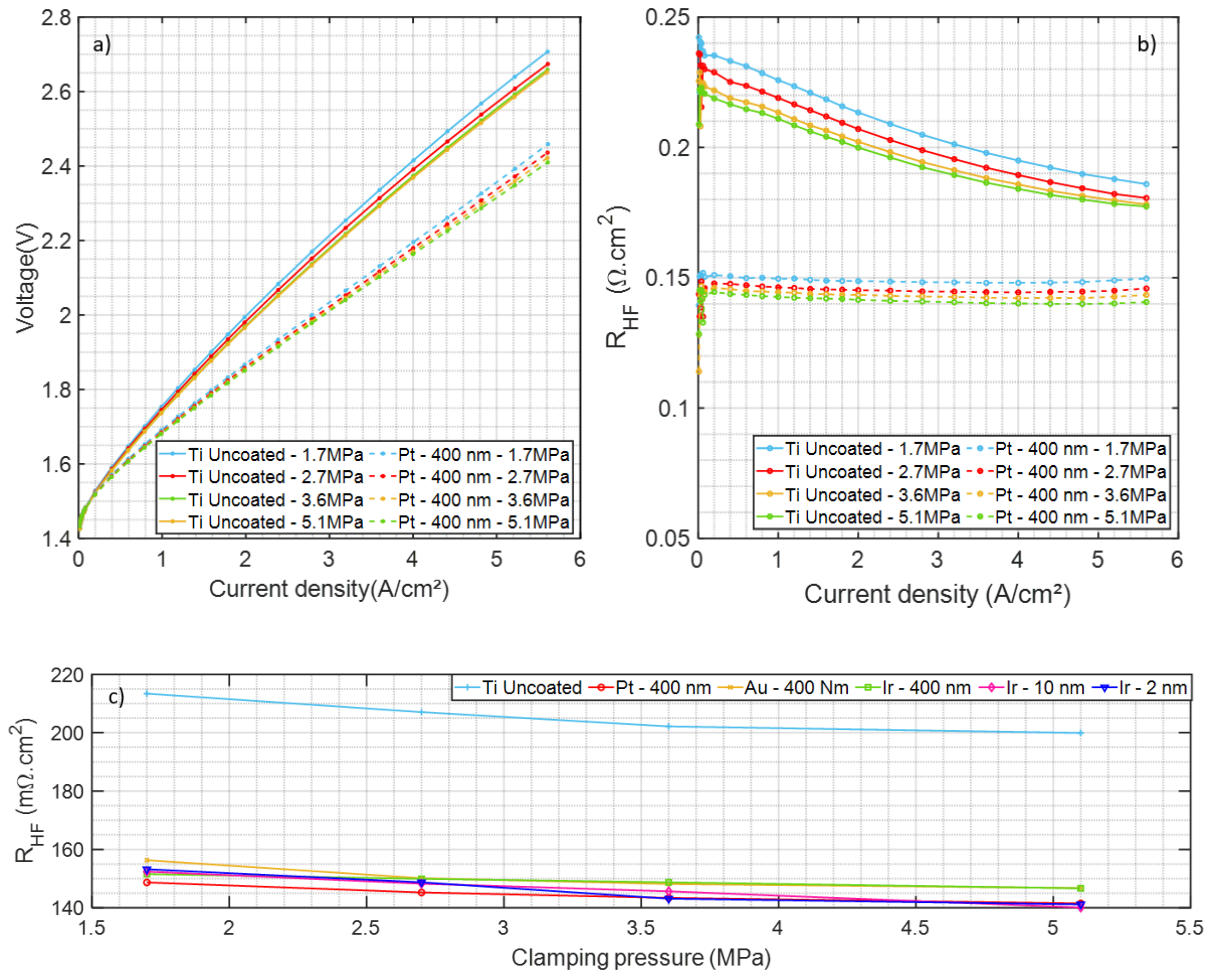 a)
2.8
2.6
2.4
2.2
2
1.8
1.6
1.4
Voltage(V)
Ti Uncoated - 1.7MPa Pt - 400 nm - 1.7MPa
Ti Uncoated - 2.7MPa Pt - 400 nm - 2.7MPa
Ti Uncoated - 3.6MPa Pt - 400 nm - 3.6MPa
Ti Uncoated - 5.1MPa Pt - 400 nm - 5.1MPa
0 1 2 3 4 5 6
Current density(A/cm²)
b)
0.25
0.2
0.15
0.1
0.05
R_HF (Ω.cm²)
Ti Uncoated - 1.7MPa Pt - 400 nm - 1.7MPa
Ti Uncoated - 2.7MPa Pt - 400 nm - 2.7MPa
Ti Uncoated - 3.6MPa Pt - 400 nm - 3.6MPa
Ti Uncoated - 5.1MPa Pt - 400 nm - 5.1MPa
0 1 2 3 4 5 6
Current density (A/cm²)
c)
Ti Uncoated Pt - 400 nm Au - 400 Nm Ir - 400 nm Ir - 10 nm Ir - 2 nm
220
200
180
160
140
R_HF (mΩ.cm²)
1.5 2 2.5 3 3.5 4 4.5 5 5.5
Clamping pressure (MPa)